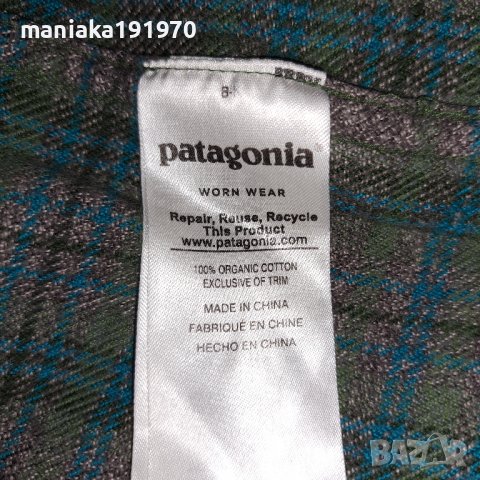 maniaka191970
8
patagonia®
WORN WEAR
Repair, Reuse, Recycle
This Product
www.patagonia.com
100% ORGANIC COTTON
EXCLUSIVE OF TRIM
MADE IN CHINA
FABRIQUÉ EN CHINE
HECHO EN CHINA
BAZAR